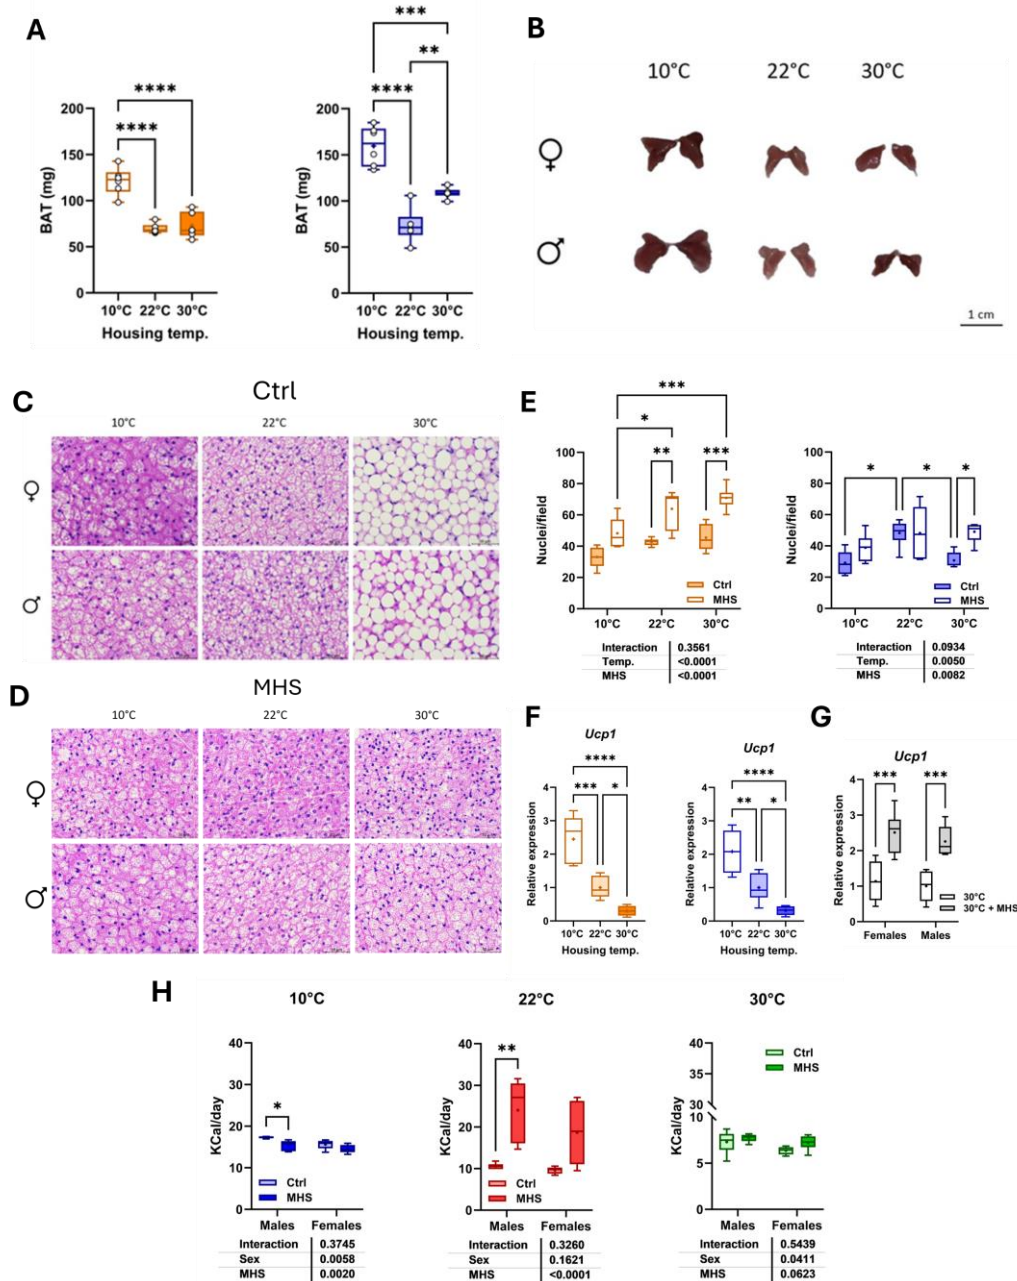 A
****
****
200
150
100
50
0
BAT (mg)
10°C 22°C 30°C
Housing temp.
***
**
****
200
150
100
50
0
BAT (mg)
10°C 22°C 30°C
Housing temp.
B
10°C 22°C 30°C
♀
♂
1 cm
C
Ctrl
10°C 22°C 30°C
♀
♂
D
MHS
10°C 22°C 30°C
♀
♂
E
***
*
** ***
100
80
60
40
20
0
Nuclei/field
Ctrl
MHS
10°C 22°C 30°C
Interaction 0.3561
Temp. <0.0001
MHS <0.0001
* * *
100
80
60
40
20
0
Nuclei/field
Ctrl
MHS
10°C 22°C 30°C
Interaction 0.0934
Temp. 0.0050
MHS 0.0082
F
Ucp1
****
*** *
4
3
2
1
0
Relative expression
10°C 22°C 30°C
Housing temp.
Ucp1
****
** *
4
3
2
1
0
Relative expression
10°C 22°C 30°C
Housing temp.
G
Ucp1
*** ***
4
3
2
1
0
Relative expression
30°C
30°C + MHS
Females Males
H
10°C
40
30
20
10
0
KCal/day
*
Ctrl
MHS
Males Females
Interaction 0.3745
Sex 0.0058
MHS 0.0020
22°C
40
30
20
10
0
KCal/day
**
Ctrl
MHS
Males Females
Interaction 0.3260
Sex 0.1621
MHS <0.0001
30°C
40
35
30
10
5
0
KCal/day
Ctrl
MHS
Males Females
Interaction 0.5439
Sex 0.0411
MHS 0.0623